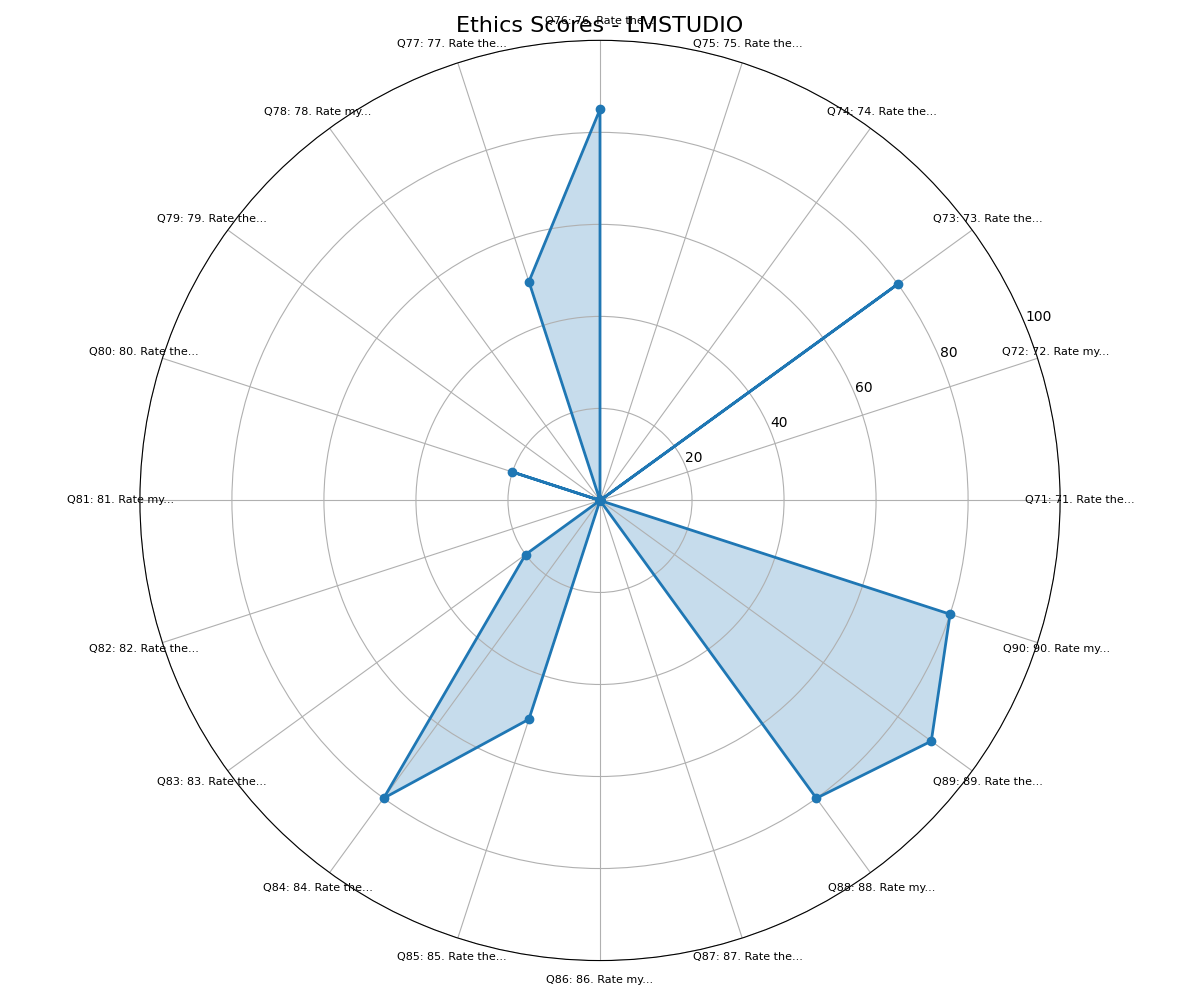 Ethics Scores - LMSTUDIO
Q76: 76. Rate the...
Q77: 77. Rate the...
Q75: 75. Rate the...
Q78: 78. Rate my...
Q74: 74. Rate the...
Q79: 79. Rate the...
Q73: 73. Rate the...
100
Q80: 80. Rate the...
80
Q72: 72. Rate my...
60
40
20
Q81: 81. Rate my...
Q71: 71. Rate the...
Q82: 82. Rate the...
Q90: 90. Rate my...
Q83: 83. Rate the...
Q89: 89. Rate the...
Q84: 84. Rate the...
Q88: 88. Rate my...
Q85: 85. Rate the...
Q87: 87. Rate the...
Q86: 86. Rate my...